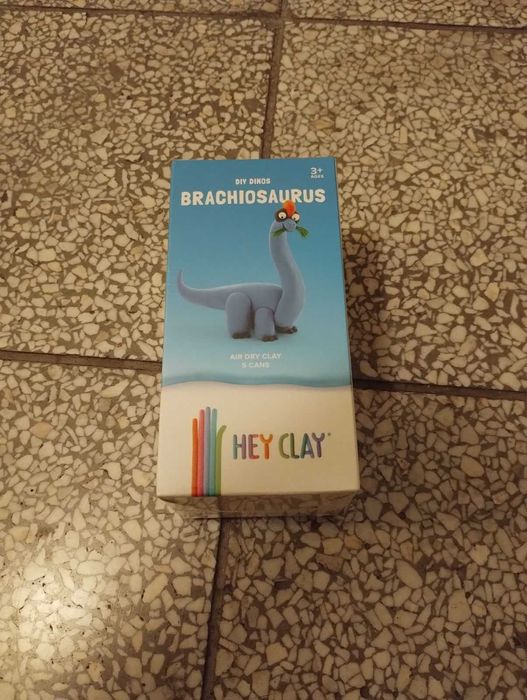 DIY DINOS
3+
AGES
BRACHIOSAURUS
AIR DRY CLAY
5 CANS
HEY CLAY®